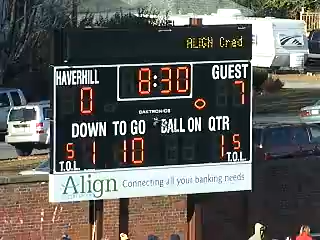 ALIGN Cred
HAVERHILL 8:30 GUEST
0 DAKTRONICS 7
DOWN TO GO BALL ON QTR
5 1 10 1 5
T.O.L. T.O.L.
Align Connecting all your banking needs